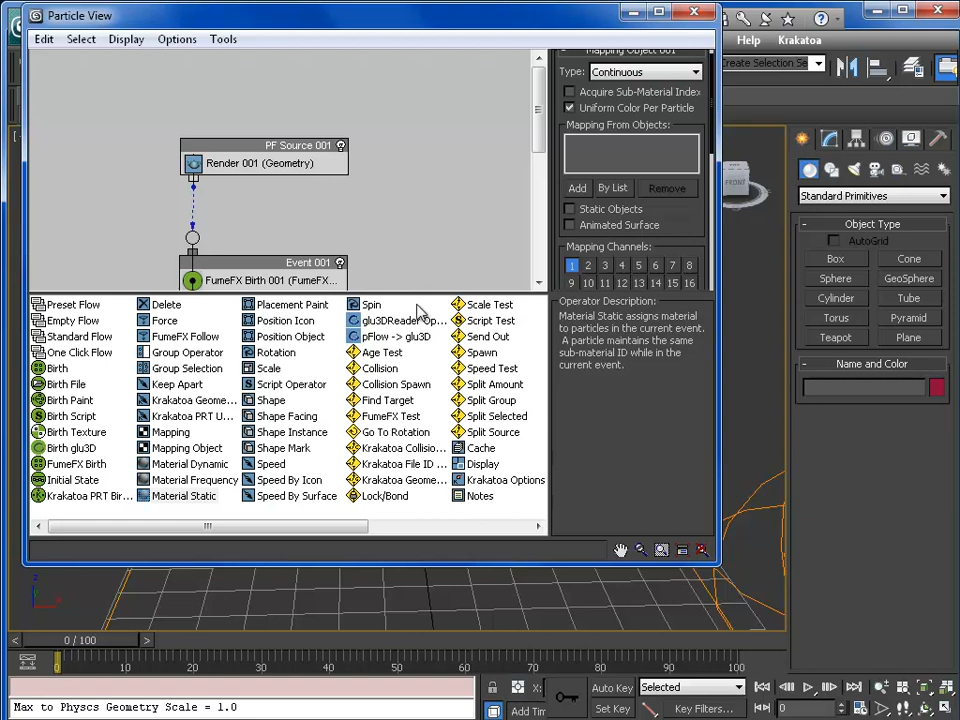 Particle View
Edit Select Display Options Tools
Help Krakatoa
Create Selection Se
PF Source 001
Render 001 (Geometry)
Event 001
FumeFX Birth 001 (FumeFX...
Mapping Object 001
Type: Continuous
Acquire Sub-Material Index
Uniform Color Per Particle
Mapping From Objects:
Add By List Remove
Static Objects
Animated Surface
Mapping Channels:
1 2 3 4 5 6 7 8
9 10 11 12 13 14 15 16
Operator Description:
Material Static assigns material
to particles in the current event.
A particle maintains the same
sub-material ID while in the
current event.
Preset Flow Delete Placement Paint Spin Scale Test
Empty Flow Force Position Icon glu3DReader Op... Script Test
Standard Flow FumeFX Follow Position Object pFlow -> glu3D Send Out
One Click Flow Group Operator Rotation Age Test Spawn
Birth Group Selection Scale Collision Speed Test
Birth File Keep Apart Script Operator Collision Spawn Split Amount
Birth Paint Krakatoa Geome... Shape Find Target Split Group
Birth Script Krakatoa PRT U... Shape Facing FumeFX Test Split Selected
Birth Texture Mapping Shape Instance Go To Rotation Split Source
Birth glu3D Mapping Object Shape Mark Krakatoa Collisio... Cache
FumeFX Birth Material Dynamic Speed Krakatoa File ID ... Display
Initial State Material Frequency Speed By Icon Krakatoa Geome... Krakatoa Options
Krakatoa PRT Bir... Material Static Speed By Surface Lock/Bond Notes
FRONT
Standard Primitives
Object Type
AutoGrid
Box Cone
Sphere GeoSphere
Cylinder Tube
Torus Pyramid
Teapot Plane
Name and Color
z
x
0 / 100
0 10 20 30 40 50 60 70 80 90 100
X:
Auto Key Selected
Max to Physcs Geometry Scale = 1.0
Add Tim
Set Key Key Filters... 0